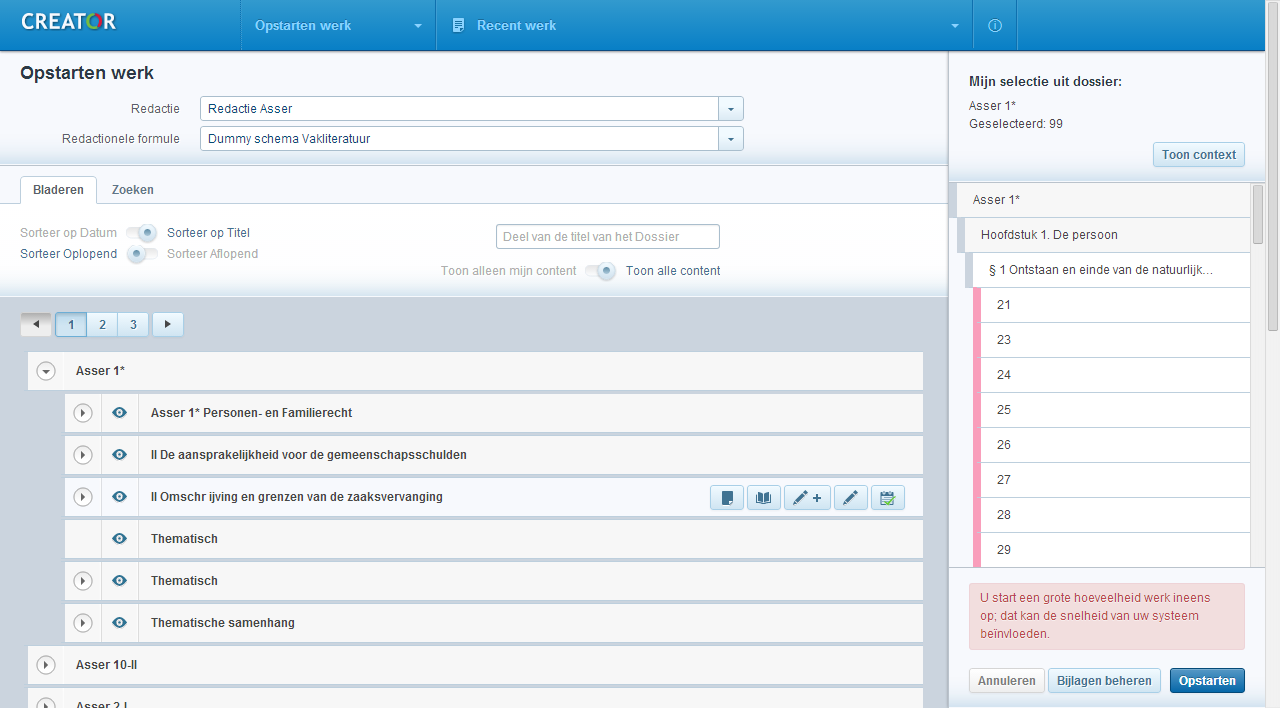 CREATOR
Opstarten werk
Recent werk
Opstarten werk
Redactie
Redactie Asser
Redactionele formule
Dummy schema Vakliteratuur
Bladeren
Zoeken
Sorteer op Datum
Sorteer op Titel
Sorteer Oplopend
Sorteer Aflopend
Deel van de titel van het Dossier
Toon alleen mijn content
Toon alle content
1
2
3
Asser 1*
Asser 1* Personen- en Familierecht
II De aansprakelijkheid voor de gemeenschapsschulden
II Omschr ijving en grenzen van de zaaksvervanging
Thematisch
Thematisch
Thematische samenhang
Asser 10-II
Asser 2 I
Mijn selectie uit dossier:
Asser 1*
Geselecteerd: 99
Toon context
Asser 1*
Hoofdstuk 1. De persoon
§ 1 Ontstaan en einde van de natuurlijk...
21
23
24
25
26
27
28
29
U start een grote hoeveelheid werk ineens
op; dat kan de snelheid van uw systeem
beïnvloeden.
Annuleren
Bijlagen beheren
Opstarten